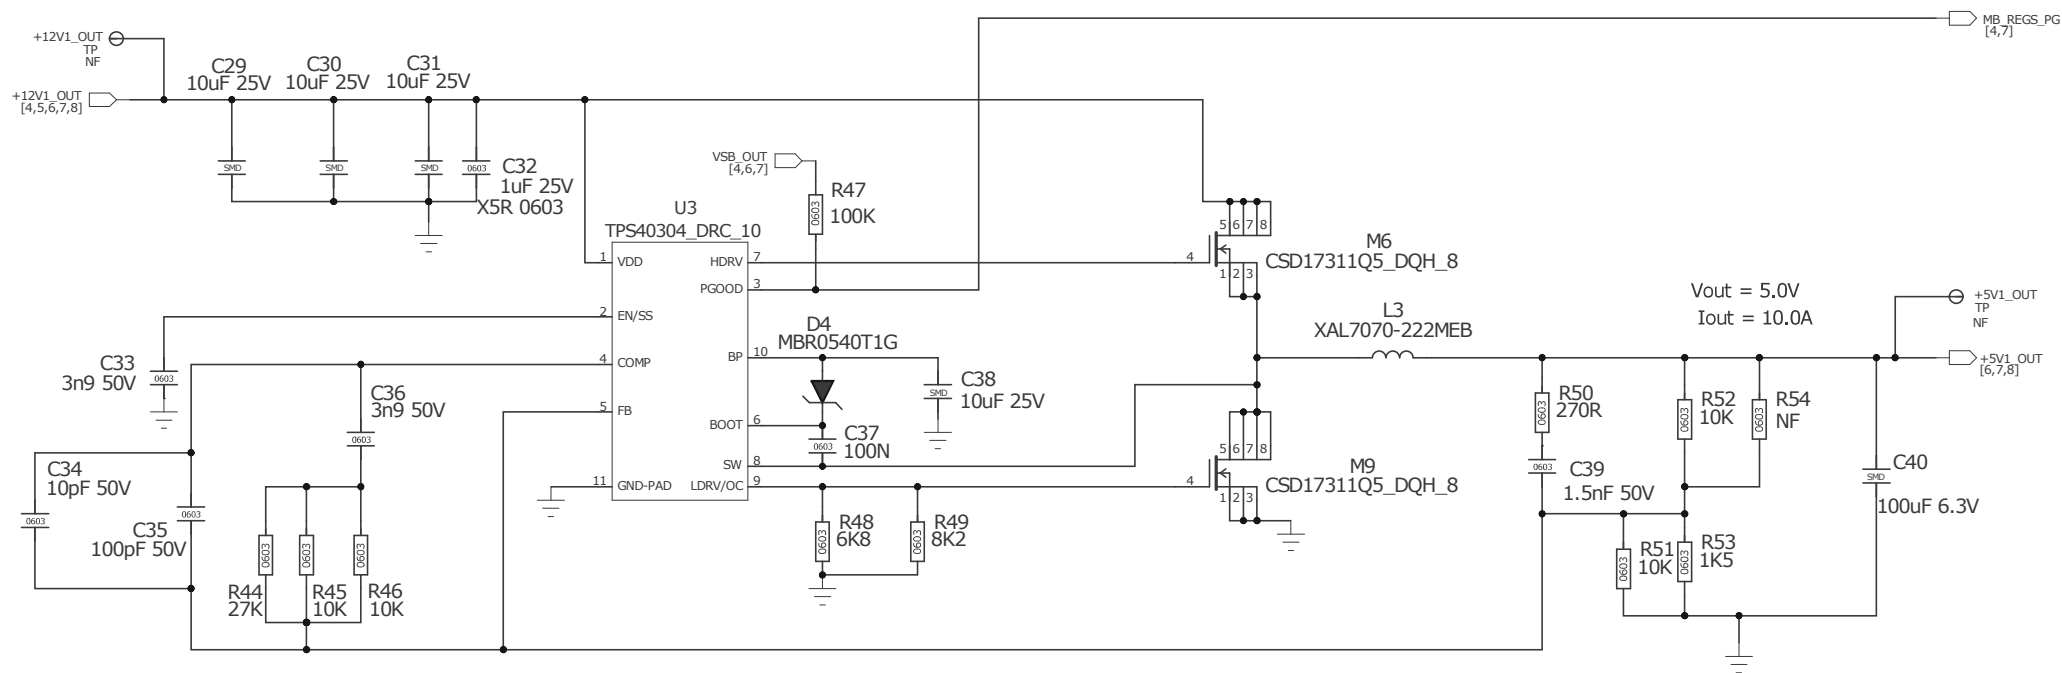 MB_REGS_PG
[4,7]
+12V1_OUT
TP
NF
C29
10uF 25V
C30
10uF 25V
C31
10uF 25V
+12V1_OUT
[4,5,6,7,8]
SMD
SMD
SMD
0603
C32
1uF 25V
X5R 0603
VSB_OUT
[4,6,7]
0603
R47
100K
U3
TPS40304_DRC_10
1 VDD
HDRV 7
PGOOD 3
2 EN/SS
4 COMP
BP 10
5 FB
BOOT 6
SW 8
11 GND-PAD
LDRV/OC 9
5 6 7 8
4
1 2 3
M6
CSD17311Q5_DQH_8
Vout = 5.0V
Iout = 10.0A
+5V1_OUT
TP
NF
L3
XAL7070-222MEB
+5V1_OUT
[6,7,8]
D4
MBR0540T1G
C33
3n9 50V
0603
C36
3n9 50V
0603
SMD
C38
10uF 25V
0603
C37
100N
5 6 7 8
4
1 2 3
M9
CSD17311Q5_DQH_8
0603
R50
270R
0603
R52
10K
0603
R54
NF
0603
C39
1.5nF 50V
SMD
C40
100uF 6.3V
C34
10pF 50V
0603
0603
C35
100pF 50V
0603
0603
0603
R44
27K
R45
10K
R46
10K
0603
R48
6K8
0603
R49
8K2
0603
R51
10K
0603
R53
1K5